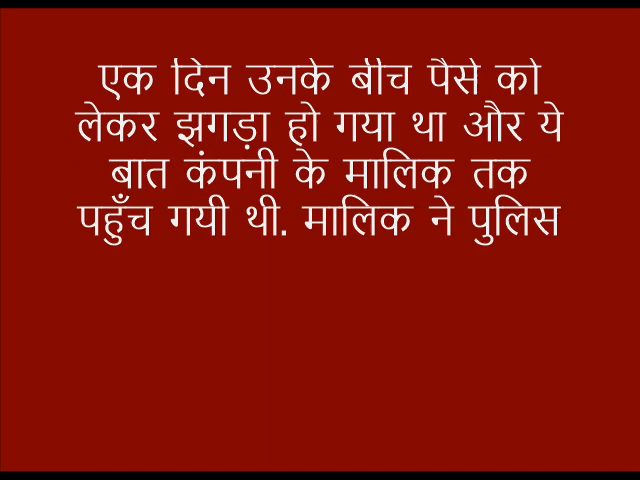 एक दिन उनके बीच पैसे को
लेकर झगड़ा हो गया था और ये
बात कंपनी के मालिक तक
पहुँच गयी थी. मालिक ने पुलिस